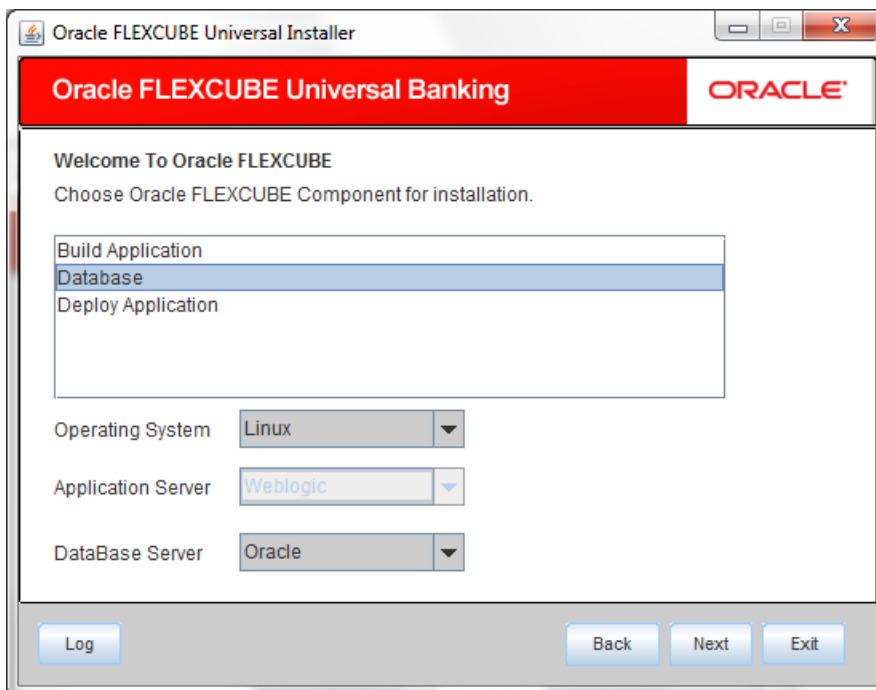 Oracle FLEXCUBE Universal Installer
Oracle FLEXCUBE Universal Banking
ORACLE
Welcome To Oracle FLEXCUBE
Choose Oracle FLEXCUBE Component for installation.
Build Application
Database
Deploy Application
Operating System Linux
Application Server Weblogic
DataBase Server Oracle
Log Back Next Exit